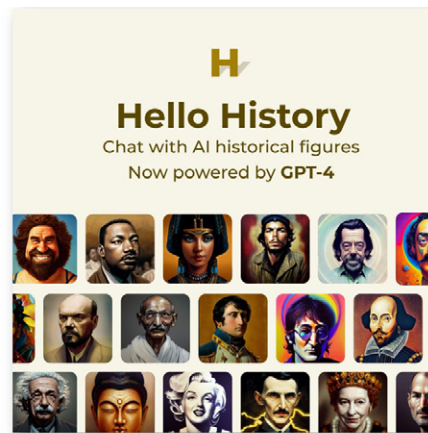 H
Hello History
Chat with AI historical figures
Now powered by GPT-4